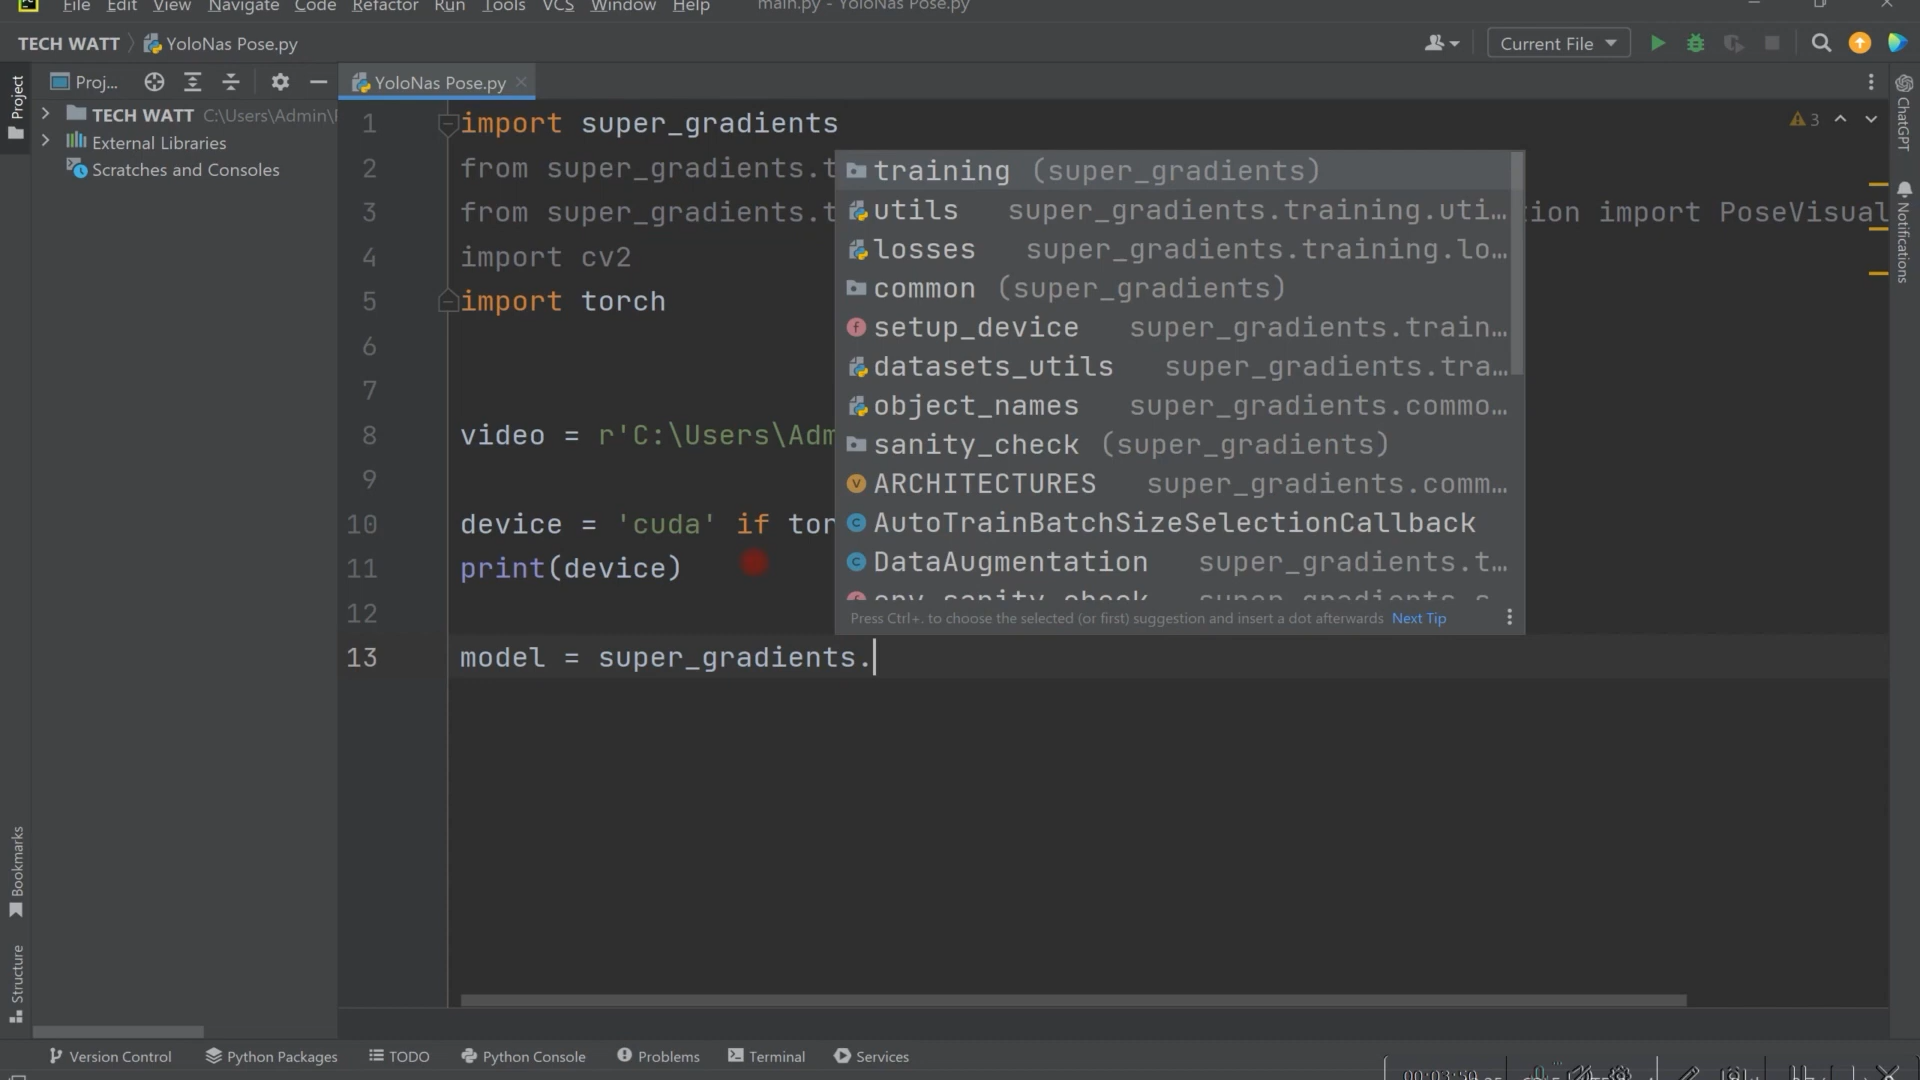 File Edit View Navigate Code Refactor Run Tools VCS Window Help main.py - YoloNas Pose.py
TECH WATT YoloNas Pose.py Current File
Proj... YoloNas Pose.py
Project
TECH WATT C:\Users\Admin\
External Libraries
Scratches and Consoles
1 import super_gradients
2 from super_gradients.t
3 from super_gradients.t ion import PoseVisual
4 import cv2
5 import torch
6
7
8 video = r'C:\Users\Adm
9
10 device = 'cuda' if tor
11 print(device)
12
13 model = super_gradients.
training (super_gradients)
utils super_gradients.training.uti...
losses super_gradients.training.lo...
common (super_gradients)
setup_device super_gradients.train...
datasets_utils super_gradients.tra...
object_names super_gradients.commo...
sanity_check (super_gradients)
ARCHITECTURES super_gradients.comm...
AutoTrainBatchSizeSelectionCallback
DataAugmentation super_gradients.t...
Press Ctrl+. to choose the selected (or first) suggestion and insert a dot afterwards Next Tip
3
ChatGPT
Notifications
Bookmarks
Structure
Version Control Python Packages TODO Python Console Problems Terminal Services